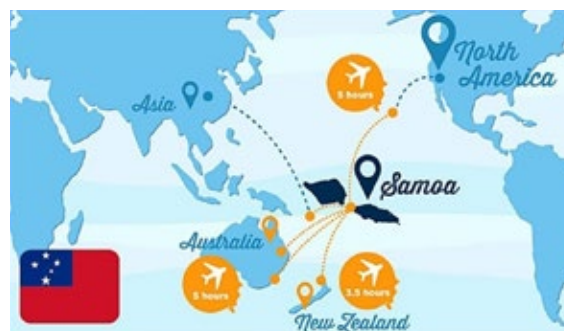 North
America
5 hours
Asia
Samoa
Australia
5 hours
3.5 hours
New Zealand